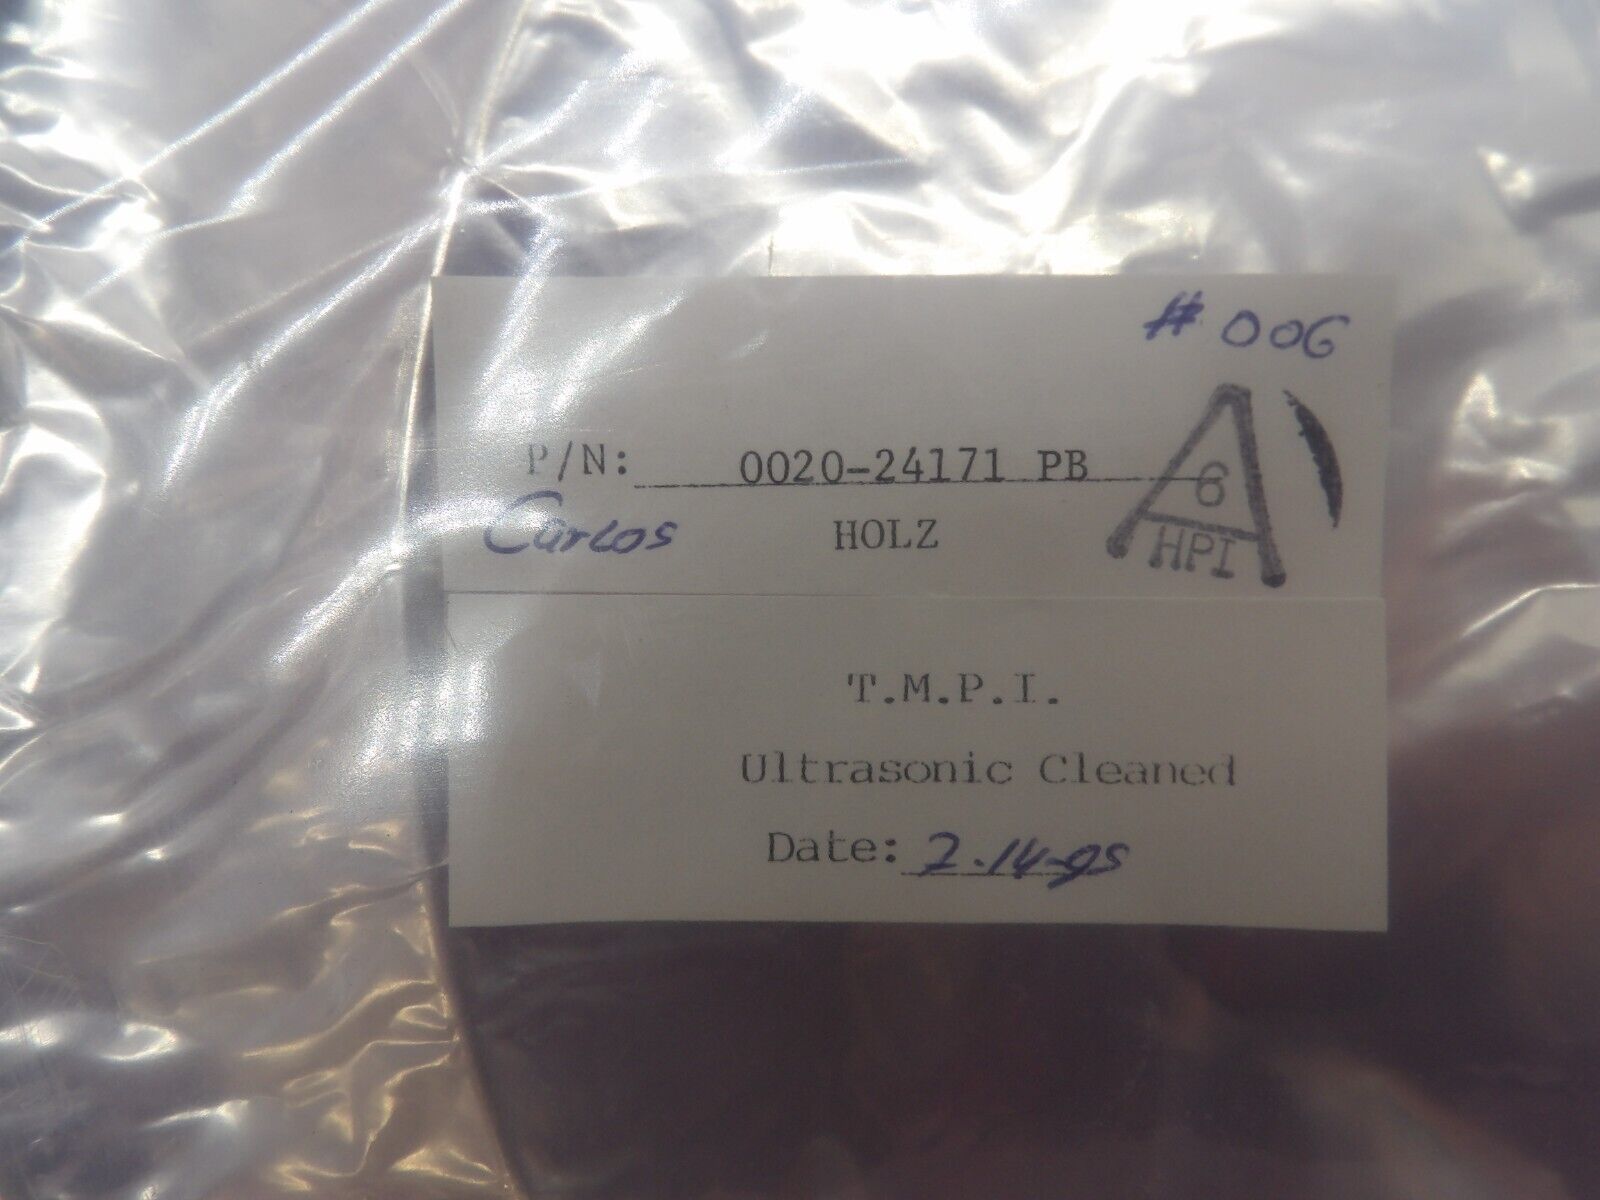 # 006
P/N: 0020-24171 PB
Carlos HOLZ
6
HPI
T.M.P.I.
Ultrasonic Cleaned
Date: 2-14-95